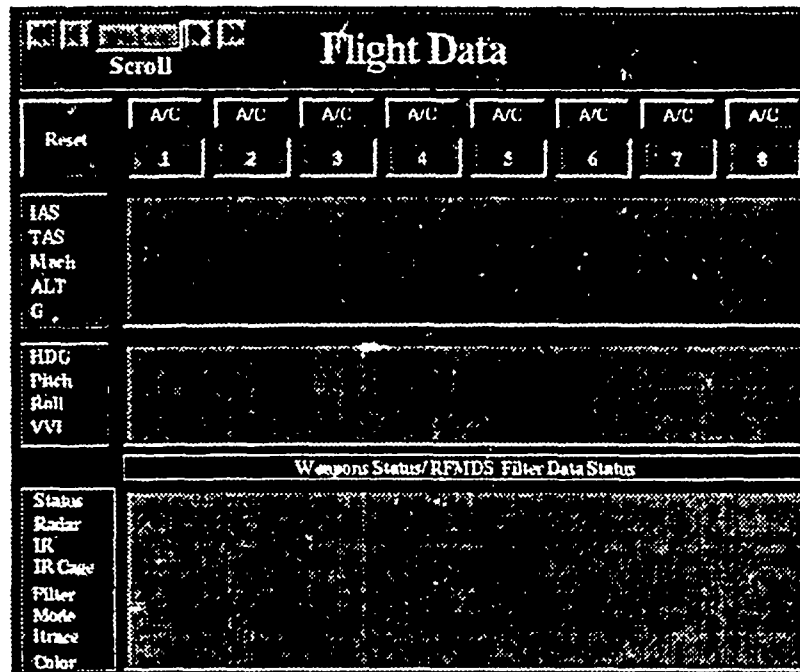 Flight Data
Scroll
Reset
A/C A/C A/C A/C A/C A/C A/C A/C
1 2 3 4 5 6 7 8
IAS
TAS
Mach
ALT
G
HDG
Pitch
Roll
VVI
Weapons Status/ RFMDS Filter Data Status
Status
Radar
IR
IR Cage
Filter
Mode
Itrace
Color